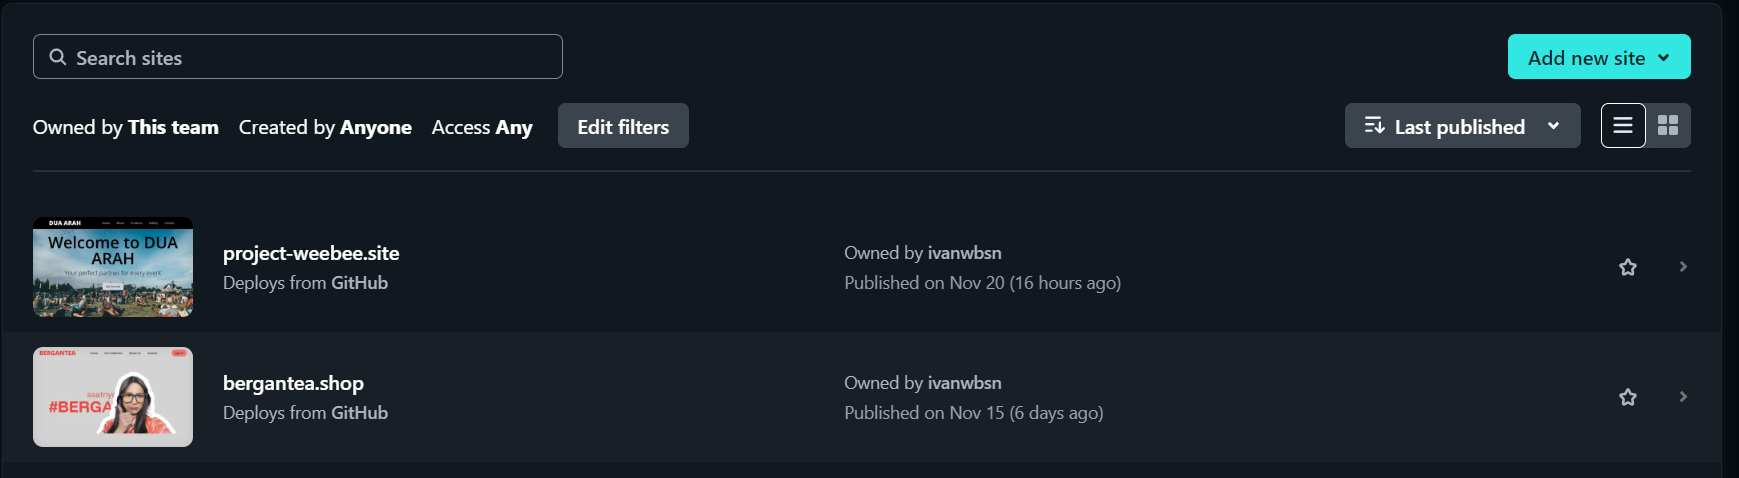 Search sites
Add new site
Owned by This team Created by Anyone Access Any Edit filters
Last published
DUA ARAH
Welcome to DUA
ARAH
Your perfect partner for every event
project-weebee.site
Deploys from GitHub
Owned by ivanwbsn
Published on Nov 20 (16 hours ago)
BERGANTEA
saatnya
#BERGA
bergantea.shop
Deploys from GitHub
Owned by ivanwbsn
Published on Nov 15 (6 days ago)